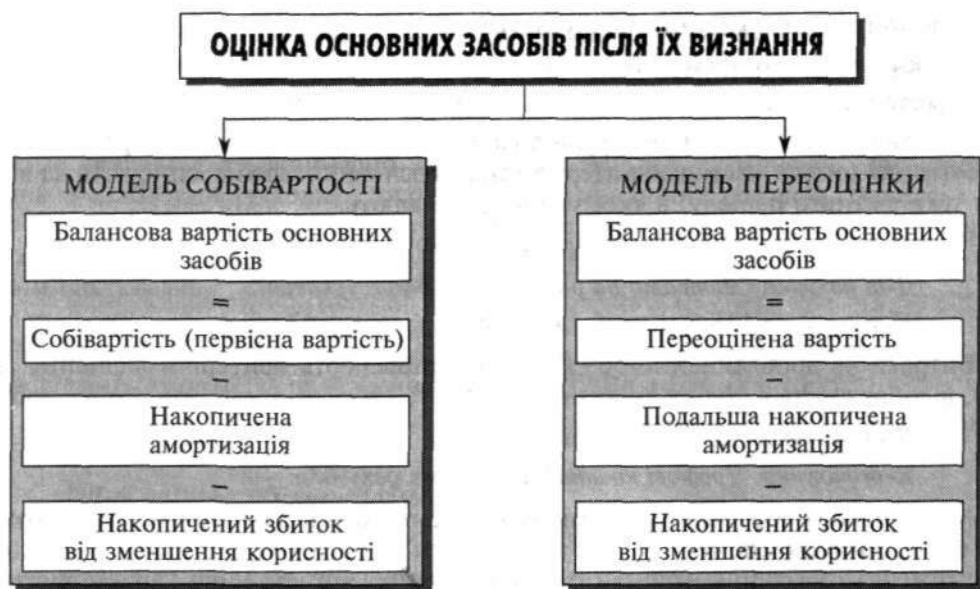 ОЦІНКА ОСНОВНИХ ЗАСОБІВ ПІСЛЯ ЇХ ВИЗНАННЯ
МОДЕЛЬ СОБІВАРТОСТІ
Балансова вартість основних
засобів
=
Собівартість (первісна вартість)
−
Накопичена
амортизація
−
Накопичений збиток
від зменшення корисності
МОДЕЛЬ ПЕРЕОЦІНКИ
Балансова вартість основних
засобів
=
Переоцінена вартість
−
Подальша накопичена
амортизація
−
Накопичений збиток
від зменшення корисності